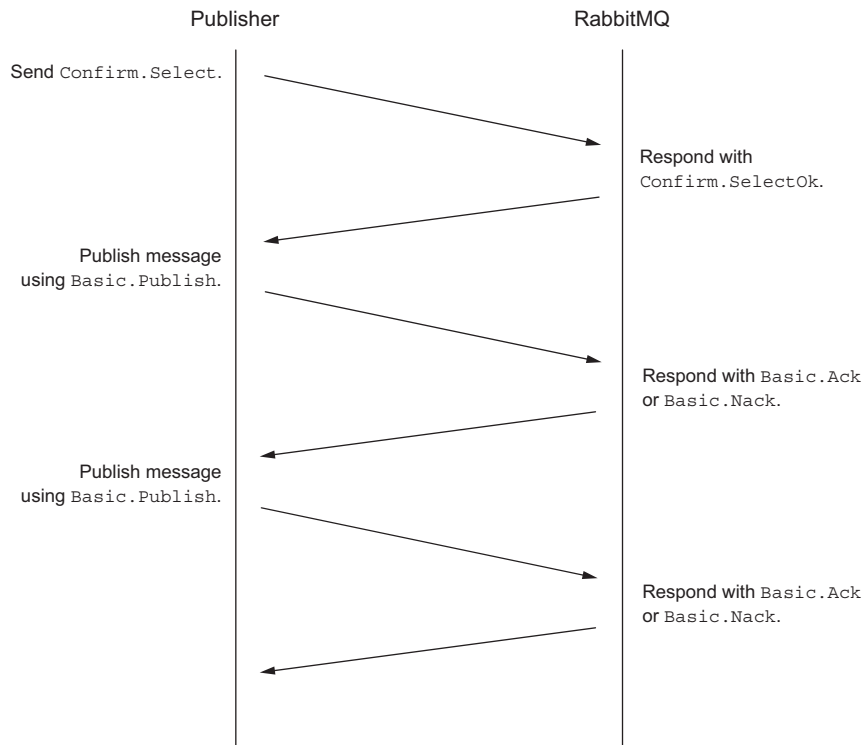 Publisher
RabbitMQ
Send Confirm.Select.
Respond with
Confirm.SelectOk.
Publish message
using Basic.Publish.
Respond with Basic.Ack
or Basic.Nack.
Publish message
using Basic.Publish.
Respond with Basic.Ack
or Basic.Nack.